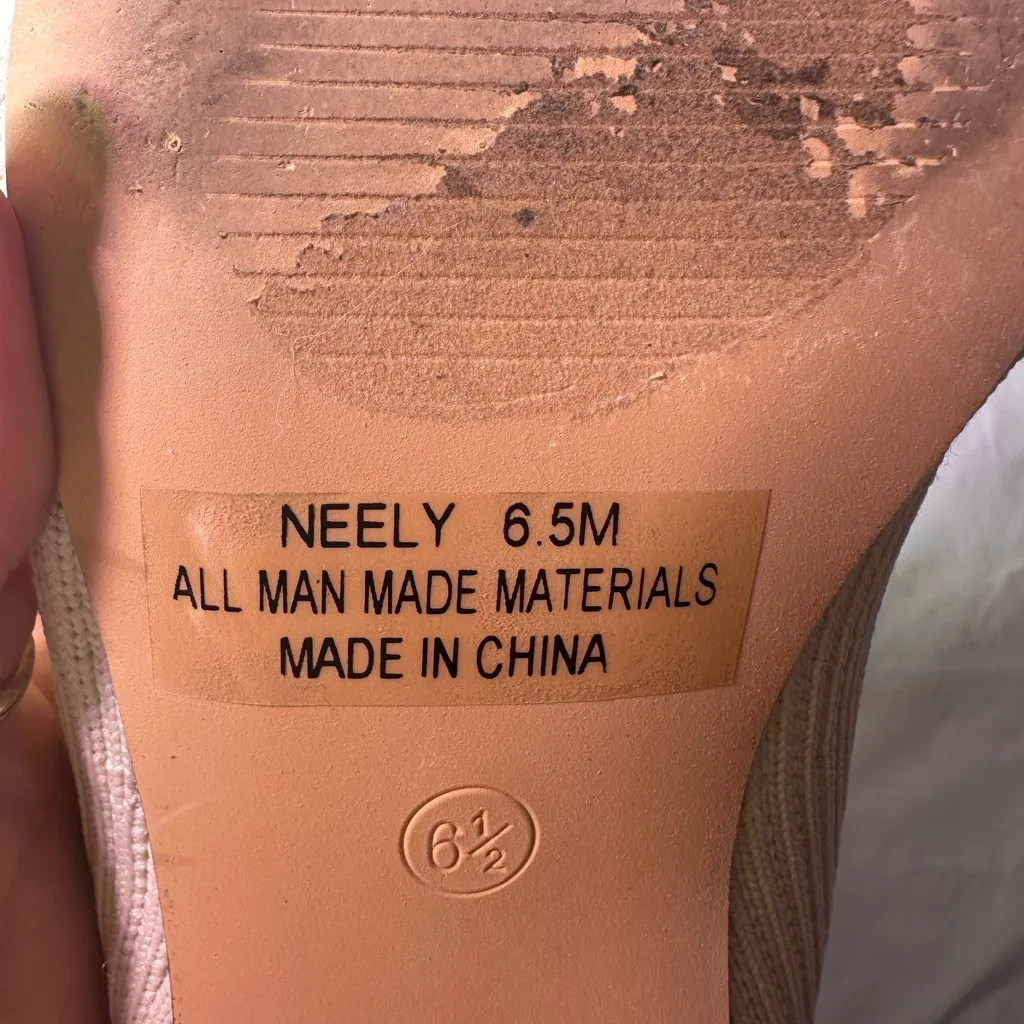 NEELY 6.5M
ALL MAN MADE MATERIALS
MADE IN CHINA
6½